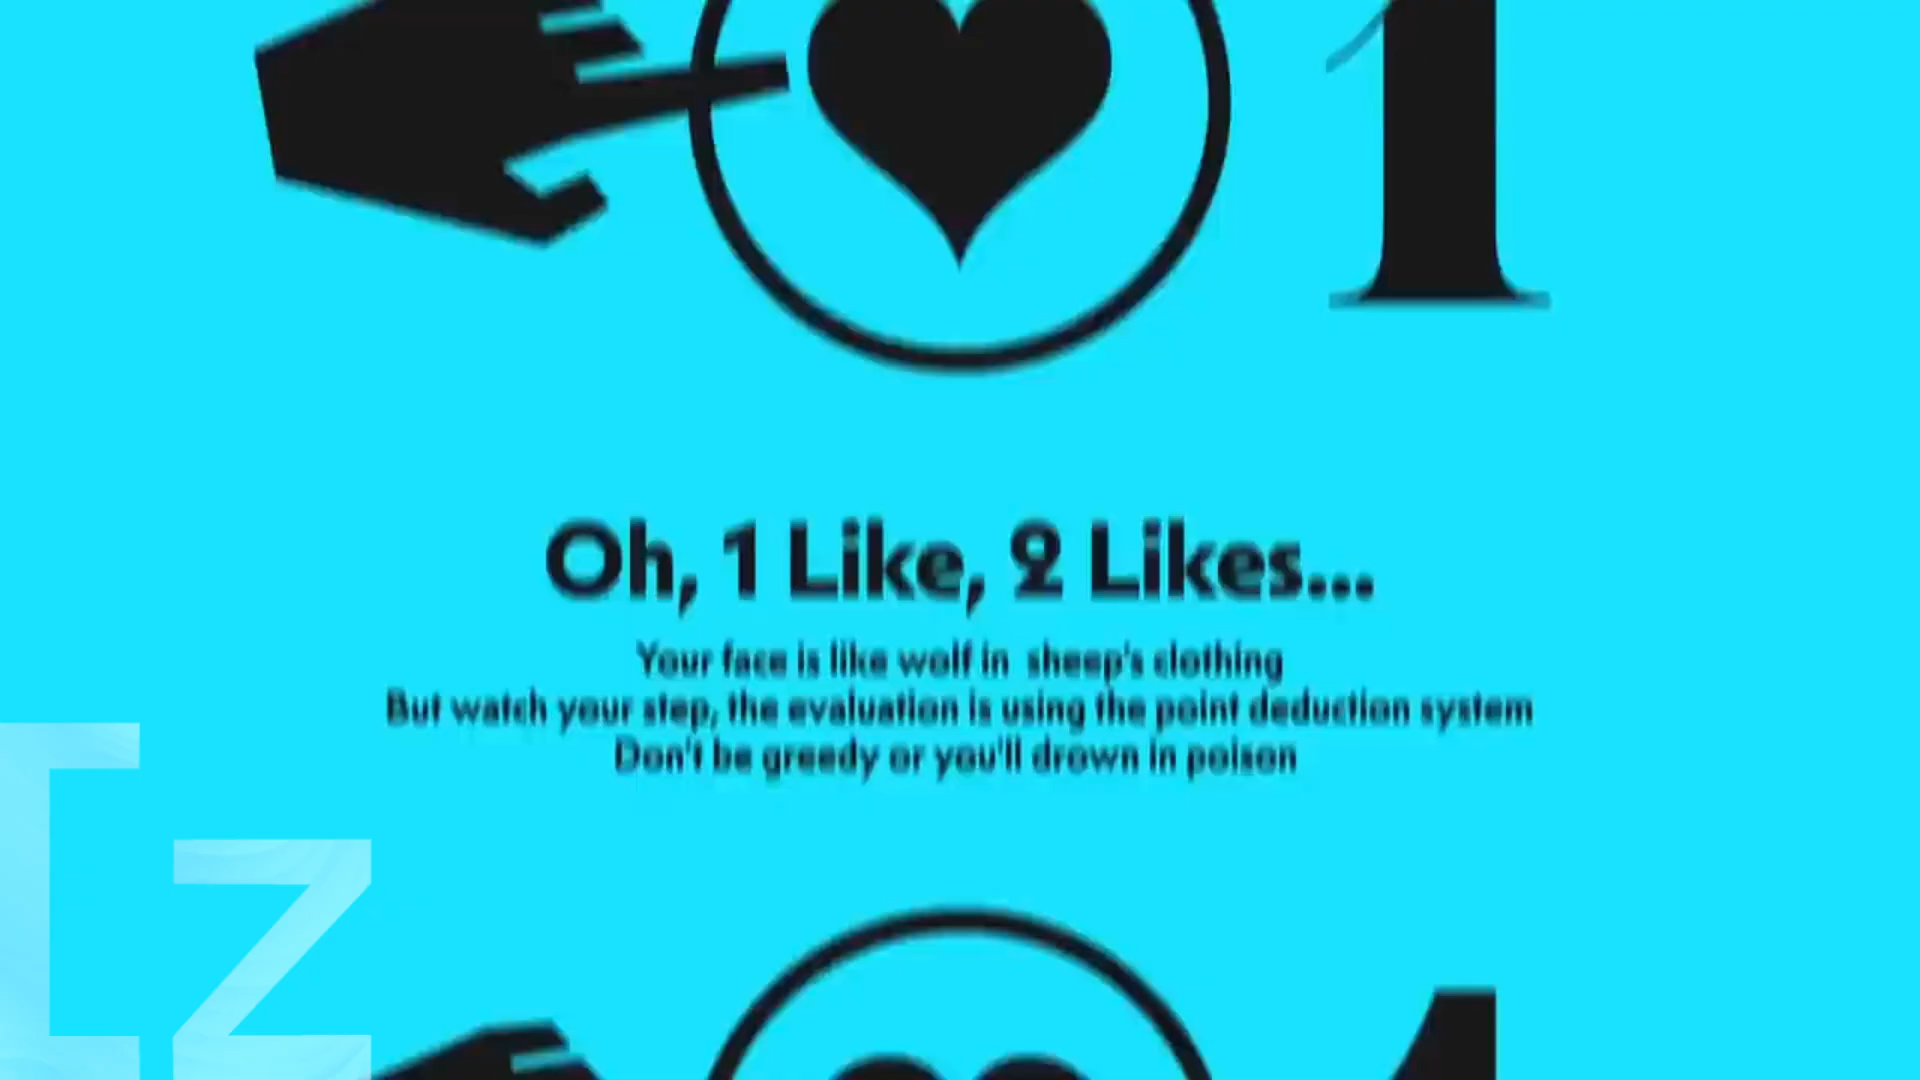 1
Oh, 1 Like, 2 Likes...
Your face is like wolf in sheep's clothing
But watch your step, the evaluation is using the point deduction system
Don't be greedy or you'll drown in poison
[z